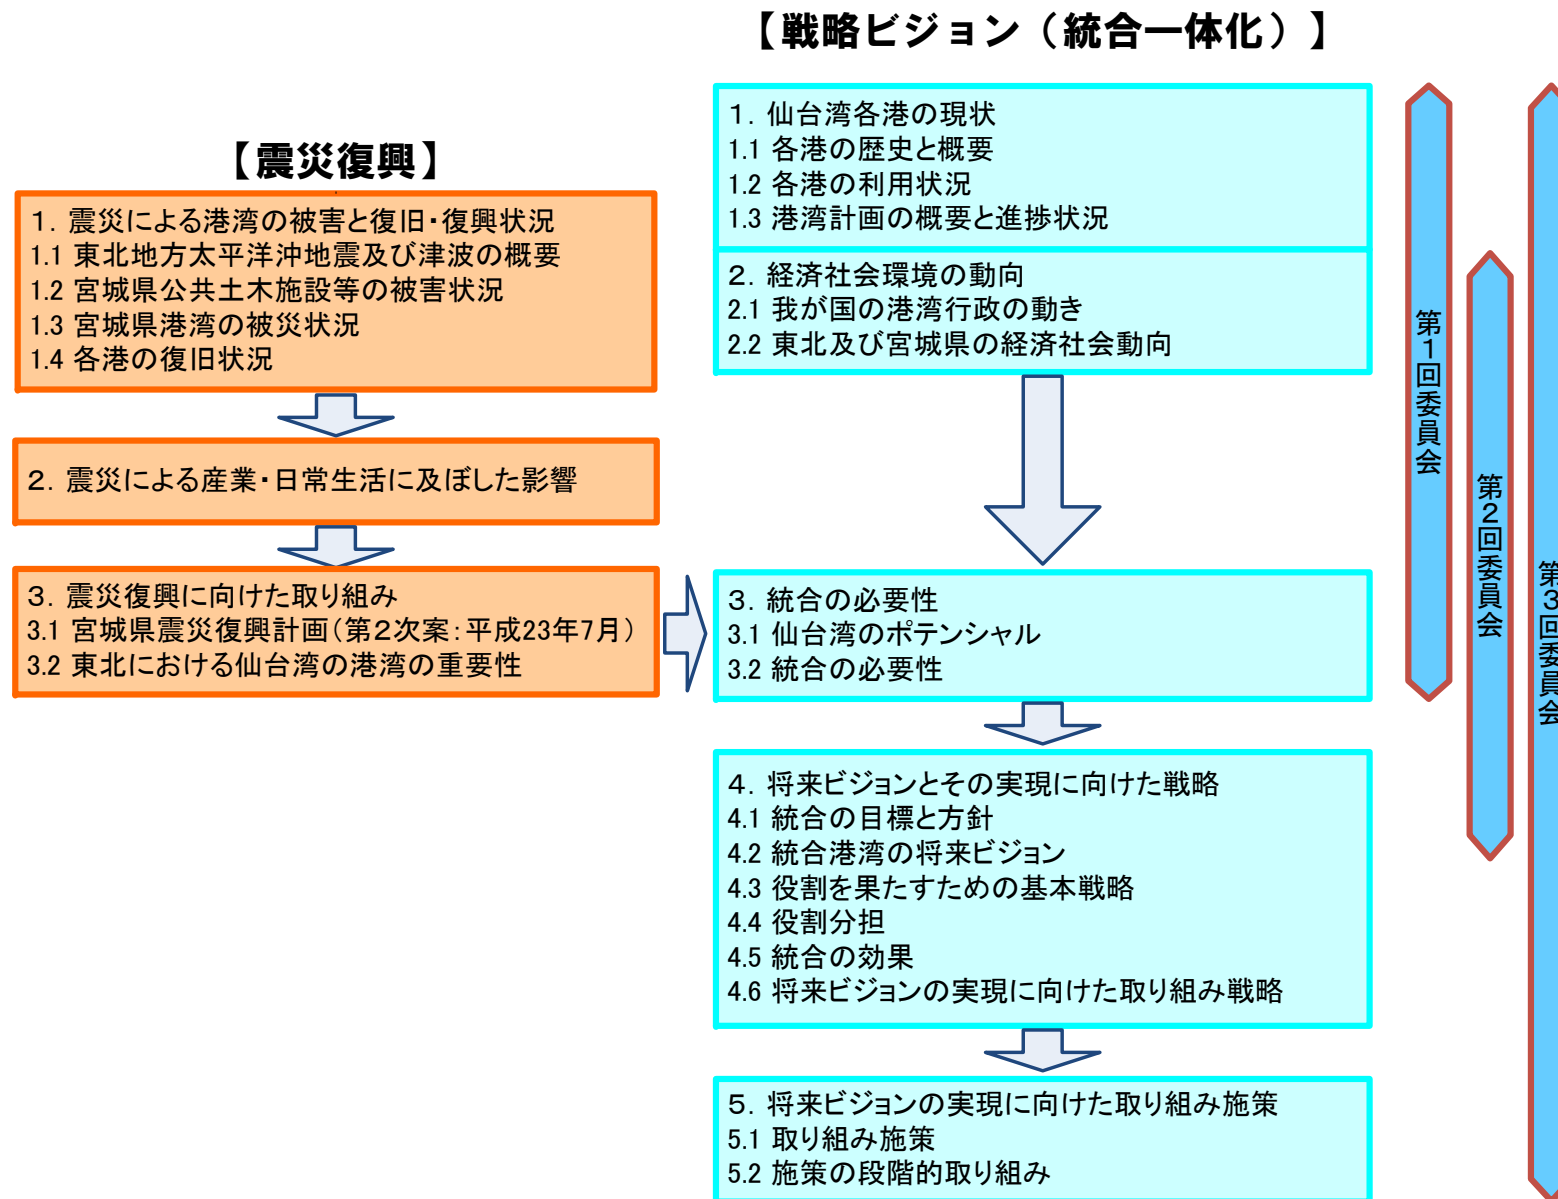 【戦略ビジョン（統合一体化）】
【震災復興】
１．震災による港湾の被害と復旧・復興状況
1.1 東北地方太平洋沖地震及び津波の概要
1.2 宮城県公共土木施設等の被害状況
1.3 宮城県港湾の被災状況
1.4 各港の復旧状況
２．震災による産業・日常生活に及ぼした影響
３．震災復興に向けた取り組み
3.1 宮城県震災復興計画（第２次案：平成23年7月）
3.2 東北における仙台湾の港湾の重要性
１．仙台湾各港の現状
1.1 各港の歴史と概要
1.2 各港の利用状況
1.3 港湾計画の概要と進捗状況
２．経済社会環境の動向
2.1 我が国の港湾行政の動き
2.2 東北及び宮城県の経済社会動向
３．統合の必要性
3.1 仙台湾のポテンシャル
3.2 統合の必要性
４．将来ビジョンとその実現に向けた戦略
4.1 統合の目標と方針
4.2 統合港湾の将来ビジョン
4.3 役割を果たすための基本戦略
4.4 役割分担
4.5 統合の効果
4.6 将来ビジョンの実現に向けた取り組み戦略
５．将来ビジョンの実現に向けた取り組み施策
5.1 取り組み施策
5.2 施策の段階的取り組み
第１回委員会
第２回委員会
第３回委員会